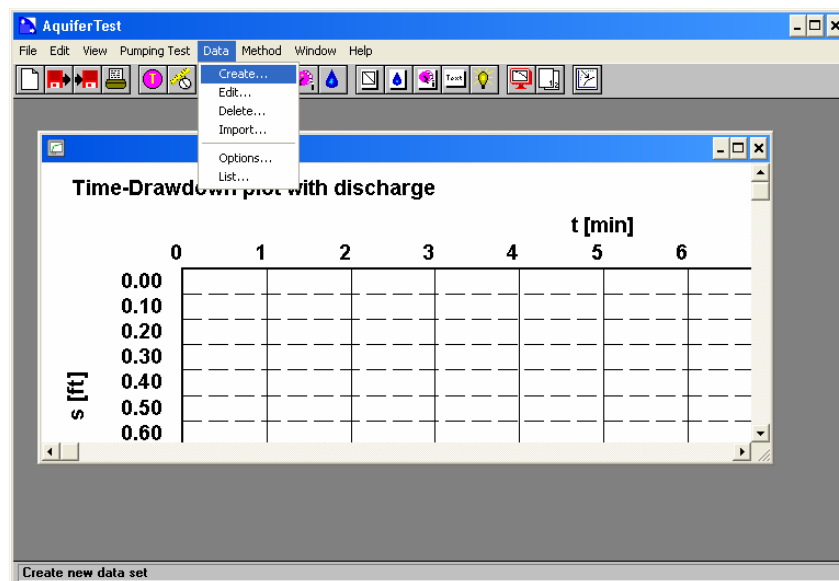 AquiferTest
File Edit View Pumping Test Data Method Window Help
T Text
Create...
Edit...
Delete...
Import...
Options...
List...
Time-Drawdown plot with discharge
t [min]
0 1 2 3 4 5 6
0.00
0.10
0.20
0.30
0.40
0.50
0.60
s [ft]
Create new data set